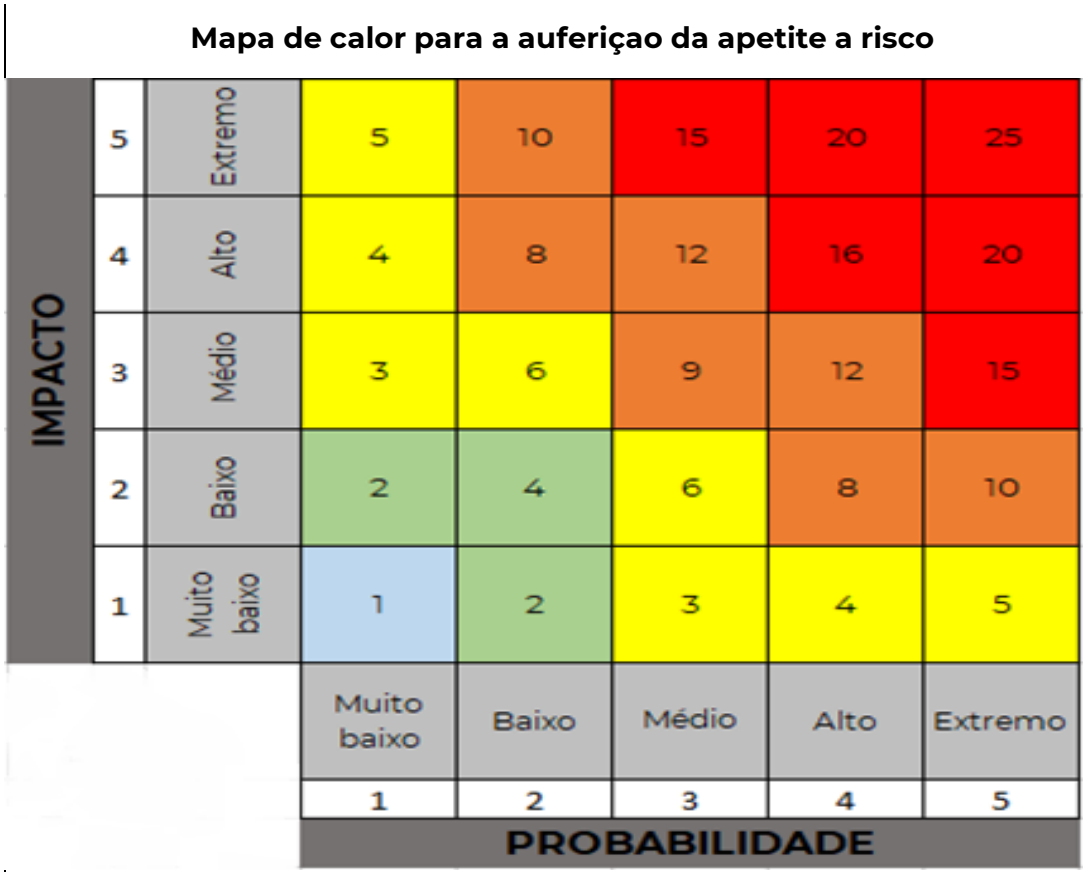 Mapa de calor para a auferiçao da apetite a risco
IMPACTO
5 Extremo 5 10 15 20 25
4 Alto 4 8 12 16 20
3 Médio 3 6 9 12 15
2 Baixo 2 4 6 8 10
1 Muito baixo 1 2 3 4 5
Muito baixo Baixo Médio Alto Extremo
1 2 3 4 5
PROBABILIDADE